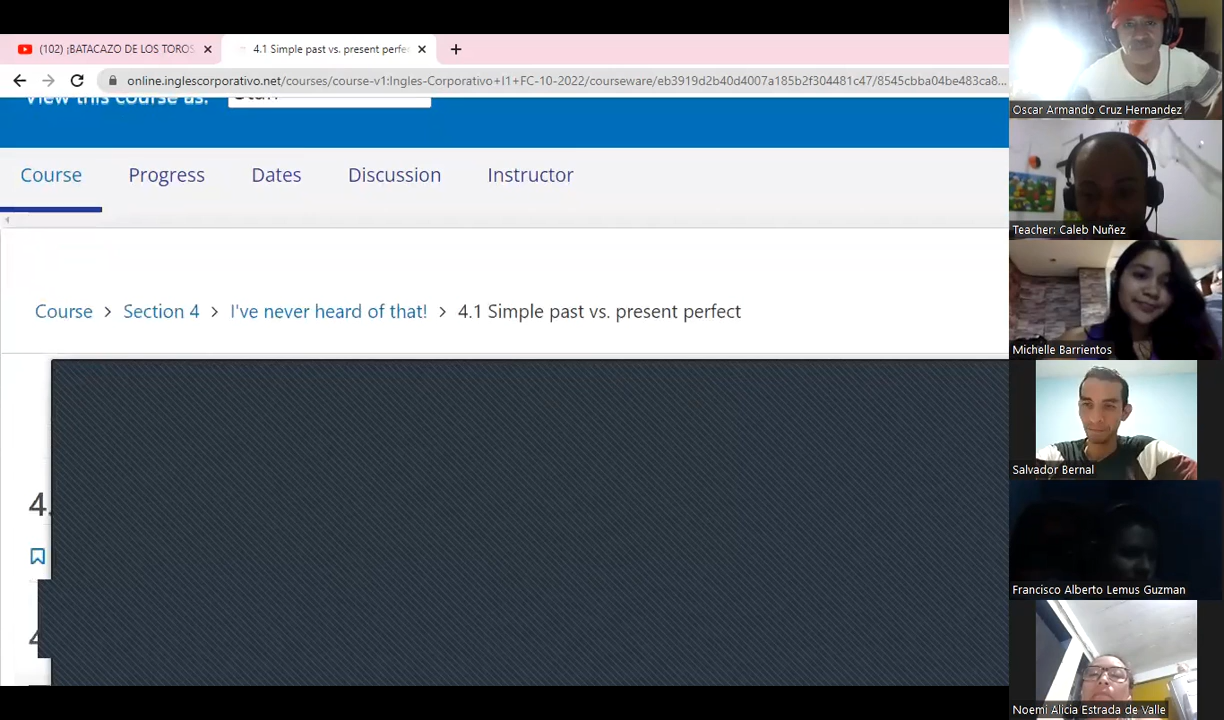 (102) ¡BATACAZO DE LOS TOROS
4.1 Simple past vs. present perfe
online.inglescorporativo.net/courses/course-v1:Ingles-Corporativo+I1+FC-10-2022/courseware/eb3919d2b40d4007a185b2f304481c47/8545cbba04be483ca8...
View this course as:
Course Progress Dates Discussion Instructor
Course > Section 4 > I've never heard of that! > 4.1 Simple past vs. present perfect
4.
Oscar Armando Cruz Hernandez
Teacher: Caleb Nuñez
Michelle Barrientos
Salvador Bernal
Francisco Alberto Lemus Guzman
Noemi Alicia Estrada de Valle